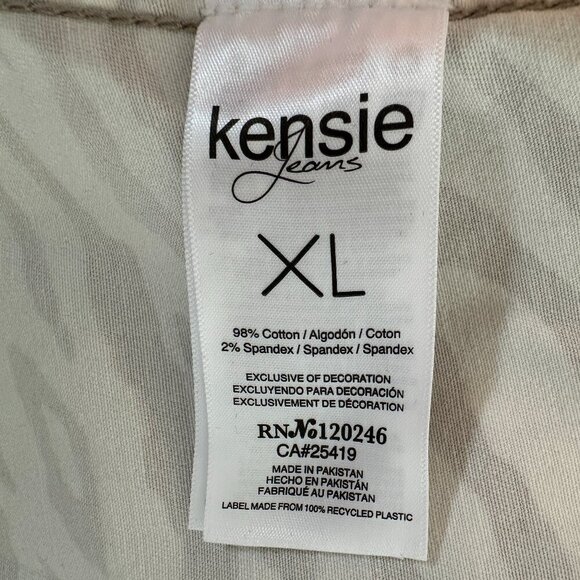 kensie
Jeans
XL
98% Cotton / Algodón / Coton
2% Spandex / Spandex / Spandex
EXCLUSIVE OF DECORATION
EXCLUYENDO PARA DECORACIÓN
EXCLUSIVEMENT DE DÉCORATION
RN№120246
CA#25419
MADE IN PAKISTAN
HECHO EN PAKISTÁN
FABRIQUÉ AU PAKISTAN
LABEL MADE FROM 100% RECYCLED PLASTIC